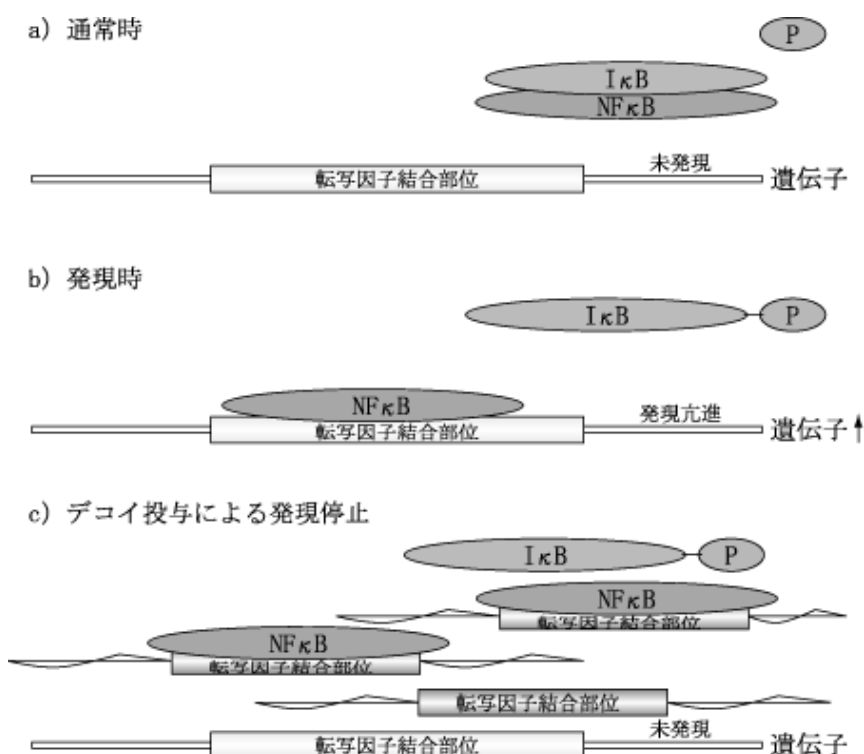 a) 通常時
P
IκB
NFκB
転写因子結合部位
未発現
遺伝子
b) 発現時
IκB P
NFκB
転写因子結合部位
発現亢進
遺伝子↑
c) デコイ投与による発現停止
IκB P
NFκB
転写因子結合部位
NFκB
転写因子結合部位
転写因子結合部位
未発現
転写因子結合部位
遺伝子